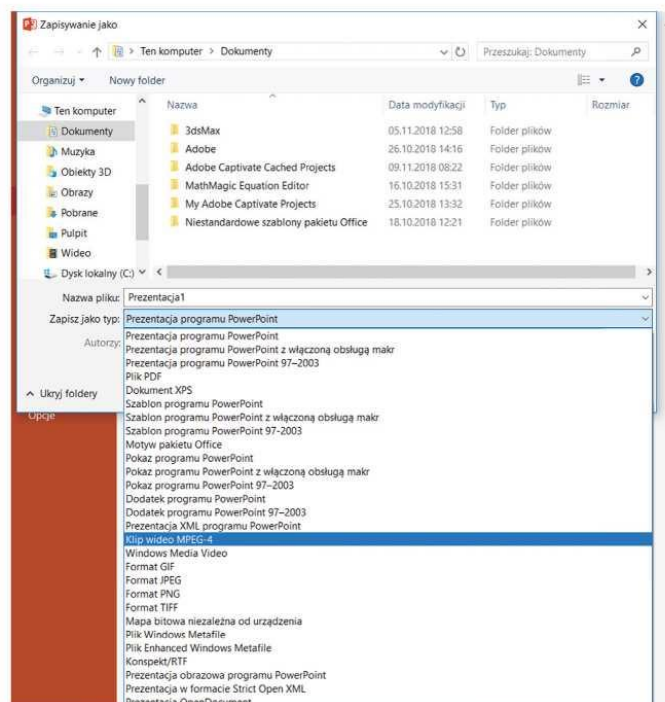 Zapisywanie jako
Ten komputer > Dokumenty
Przeszukaj: Dokumenty
Organizuj
Nowy folder
Ten komputer
Dokumenty
Muzyka
Obiekty 3D
Obrazy
Pobrane
Pulpit
Wideo
Dysk lokalny (C:)
Nazwa Data modyfikacji Typ Rozmiar
3dsMax 05.11.2018 12:58 Folder plików
Adobe 26.10.2018 14:16 Folder plików
Adobe Captivate Cached Projects 09.11.2018 08:22 Folder plików
MathMagic Equation Editor 16.10.2018 15:31 Folder plików
My Adobe Captivate Projects 25.10.2018 13:32 Folder plików
Niestandardowe szablony pakietu Office 18.10.2018 12:21 Folder plików
Nazwa pliku: Prezentacja1
Zapisz jako typ: Prezentacja programu PowerPoint
Autorzy:
Ukryj foldery
Opcje
Prezentacja programu PowerPoint
Prezentacja programu PowerPoint z włączoną obsługą makr
Prezentacja programu PowerPoint 97–2003
Plik PDF
Dokument XPS
Szablon programu PowerPoint
Szablon programu PowerPoint z włączoną obsługą makr
Szablon programu PowerPoint 97-2003
Motyw pakietu Office
Pokaz programu PowerPoint
Pokaz programu PowerPoint z włączoną obsługą makr
Pokaz programu PowerPoint 97–2003
Dodatek programu PowerPoint
Dodatek programu PowerPoint 97–2003
Prezentacja XML programu PowerPoint
Klip wideo MPEG-4
Windows Media Video
Format GIF
Format JPEG
Format PNG
Format TIFF
Mapa bitowa niezależna od urządzenia
Plik Windows Metafile
Plik Enhanced Windows Metafile
Konspekt/RTF
Prezentacja obrazowa programu PowerPoint
Prezentacja w formacie Strict Open XML
Prezentacja OpenDocument